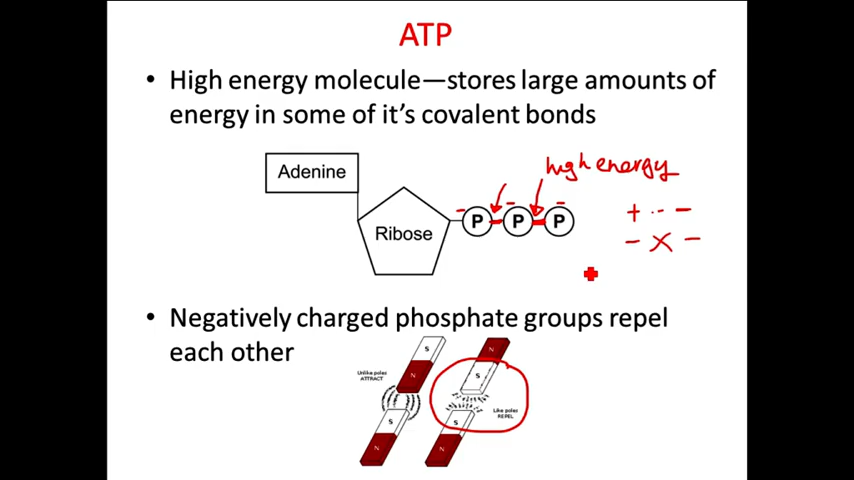 ATP
• High energy molecule—stores large amounts of
energy in some of it's covalent bonds
high energy
Adenine
- - -
P P P
Ribose
+ ·· -
- X -
• Negatively charged phosphate groups repel
each other
S
N
Unlike poles
ATTRACT
S
N
N
S
Like poles
REPEL
S
N